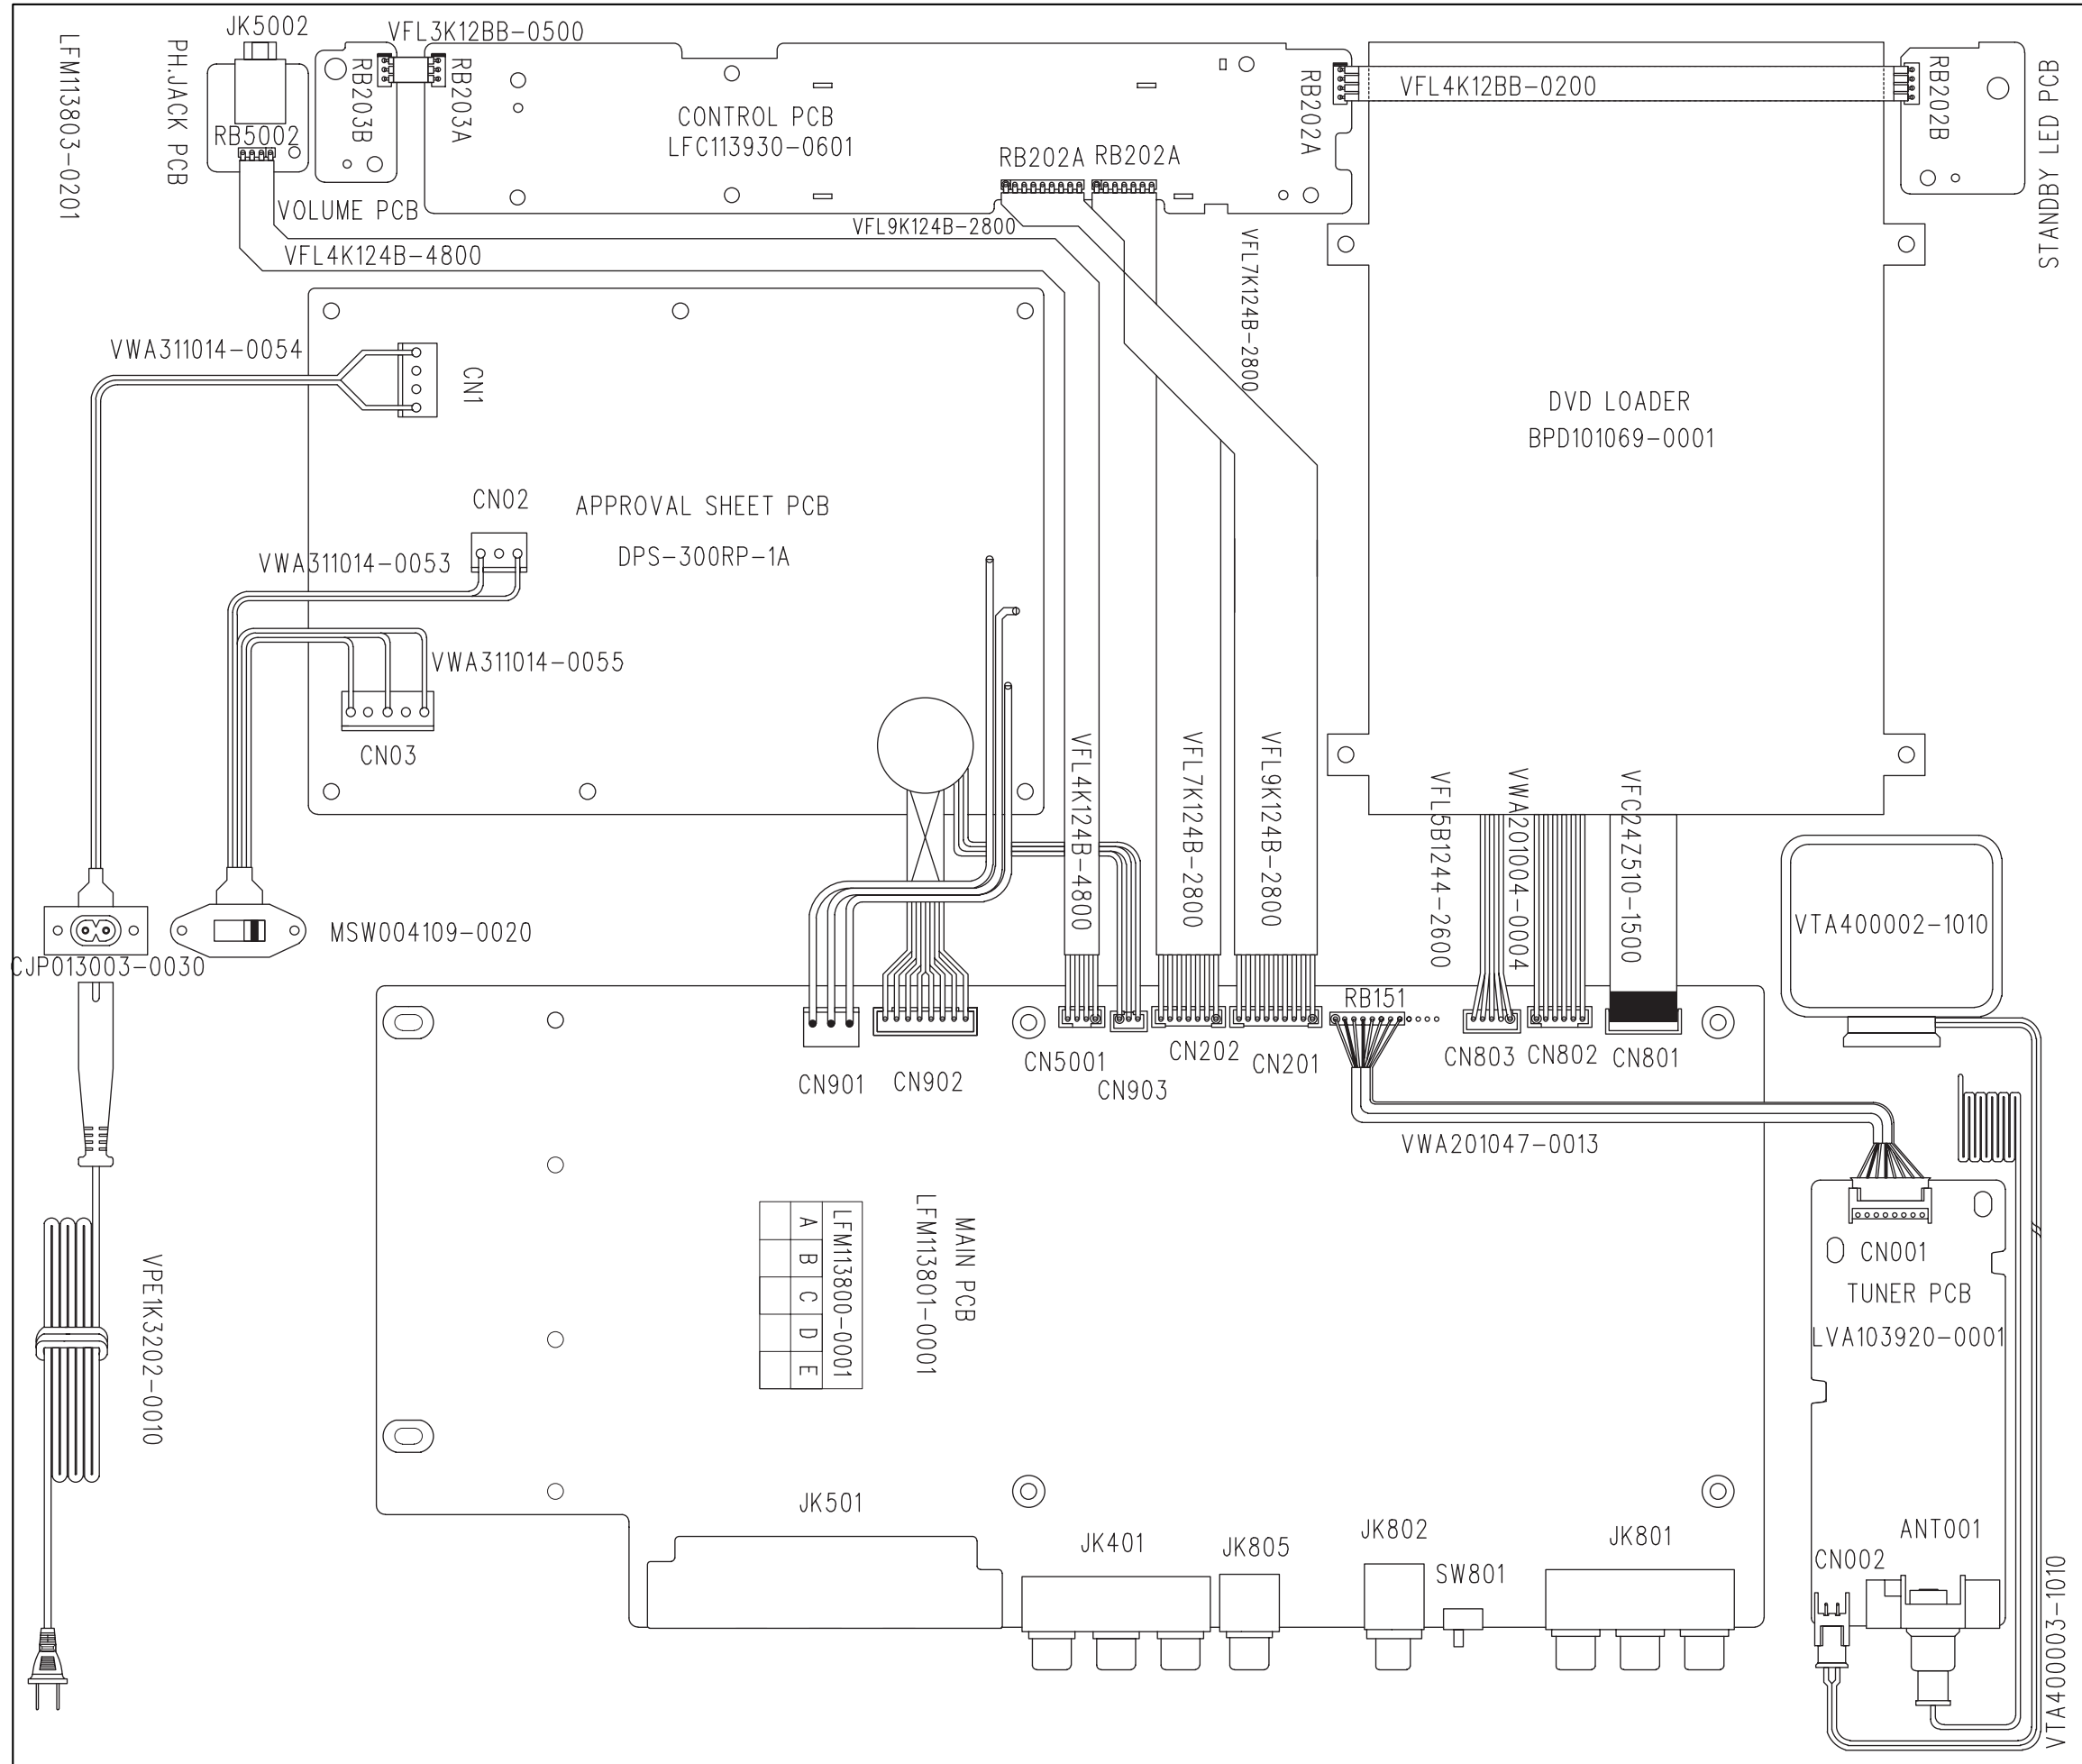 JK5002
VFL3K12BB-0500
LFM113803-0201
PH.JACK PCB
RB5002
RB203B
RB203A
CONTROL PCB
LFC113930-0601
RB202A
RB202A
RB202A
VFL4K12BB-0200
RB202B
STANDBY LED PCB
VOLUME PCB
VFL9K124B-2800
VFL4K124B-4800
VFL7K124B-2800
VWA311014-0054
CN1
DVD LOADER
BPD101069-0001
CN02
APPROVAL SHEET PCB
DPS-300RP-1A
VWA311014-0053
VWA311014-0055
CN03
VFL4K124B-4800
VFL7K124B-2800
VFL9K124B-2800
VFL5B1244-2600
VWA201004-0004
VFC24Z510-1500
VTA400002-1010
MSW004109-0020
CJP013003-0030
RB151
CN901
CN902
CN5001
CN903
CN202
CN201
CN803
CN802
CN801
VWA201047-0013
VPE1K3202-0010
LFM113800-0001
A
B
C
D
E
MAIN PCB
LFM113801-0001
CN001
TUNER PCB
LVA103920-0001
JK501
JK401
JK805
JK802
SW801
JK801
CN002
ANT001
VTA400003-1010